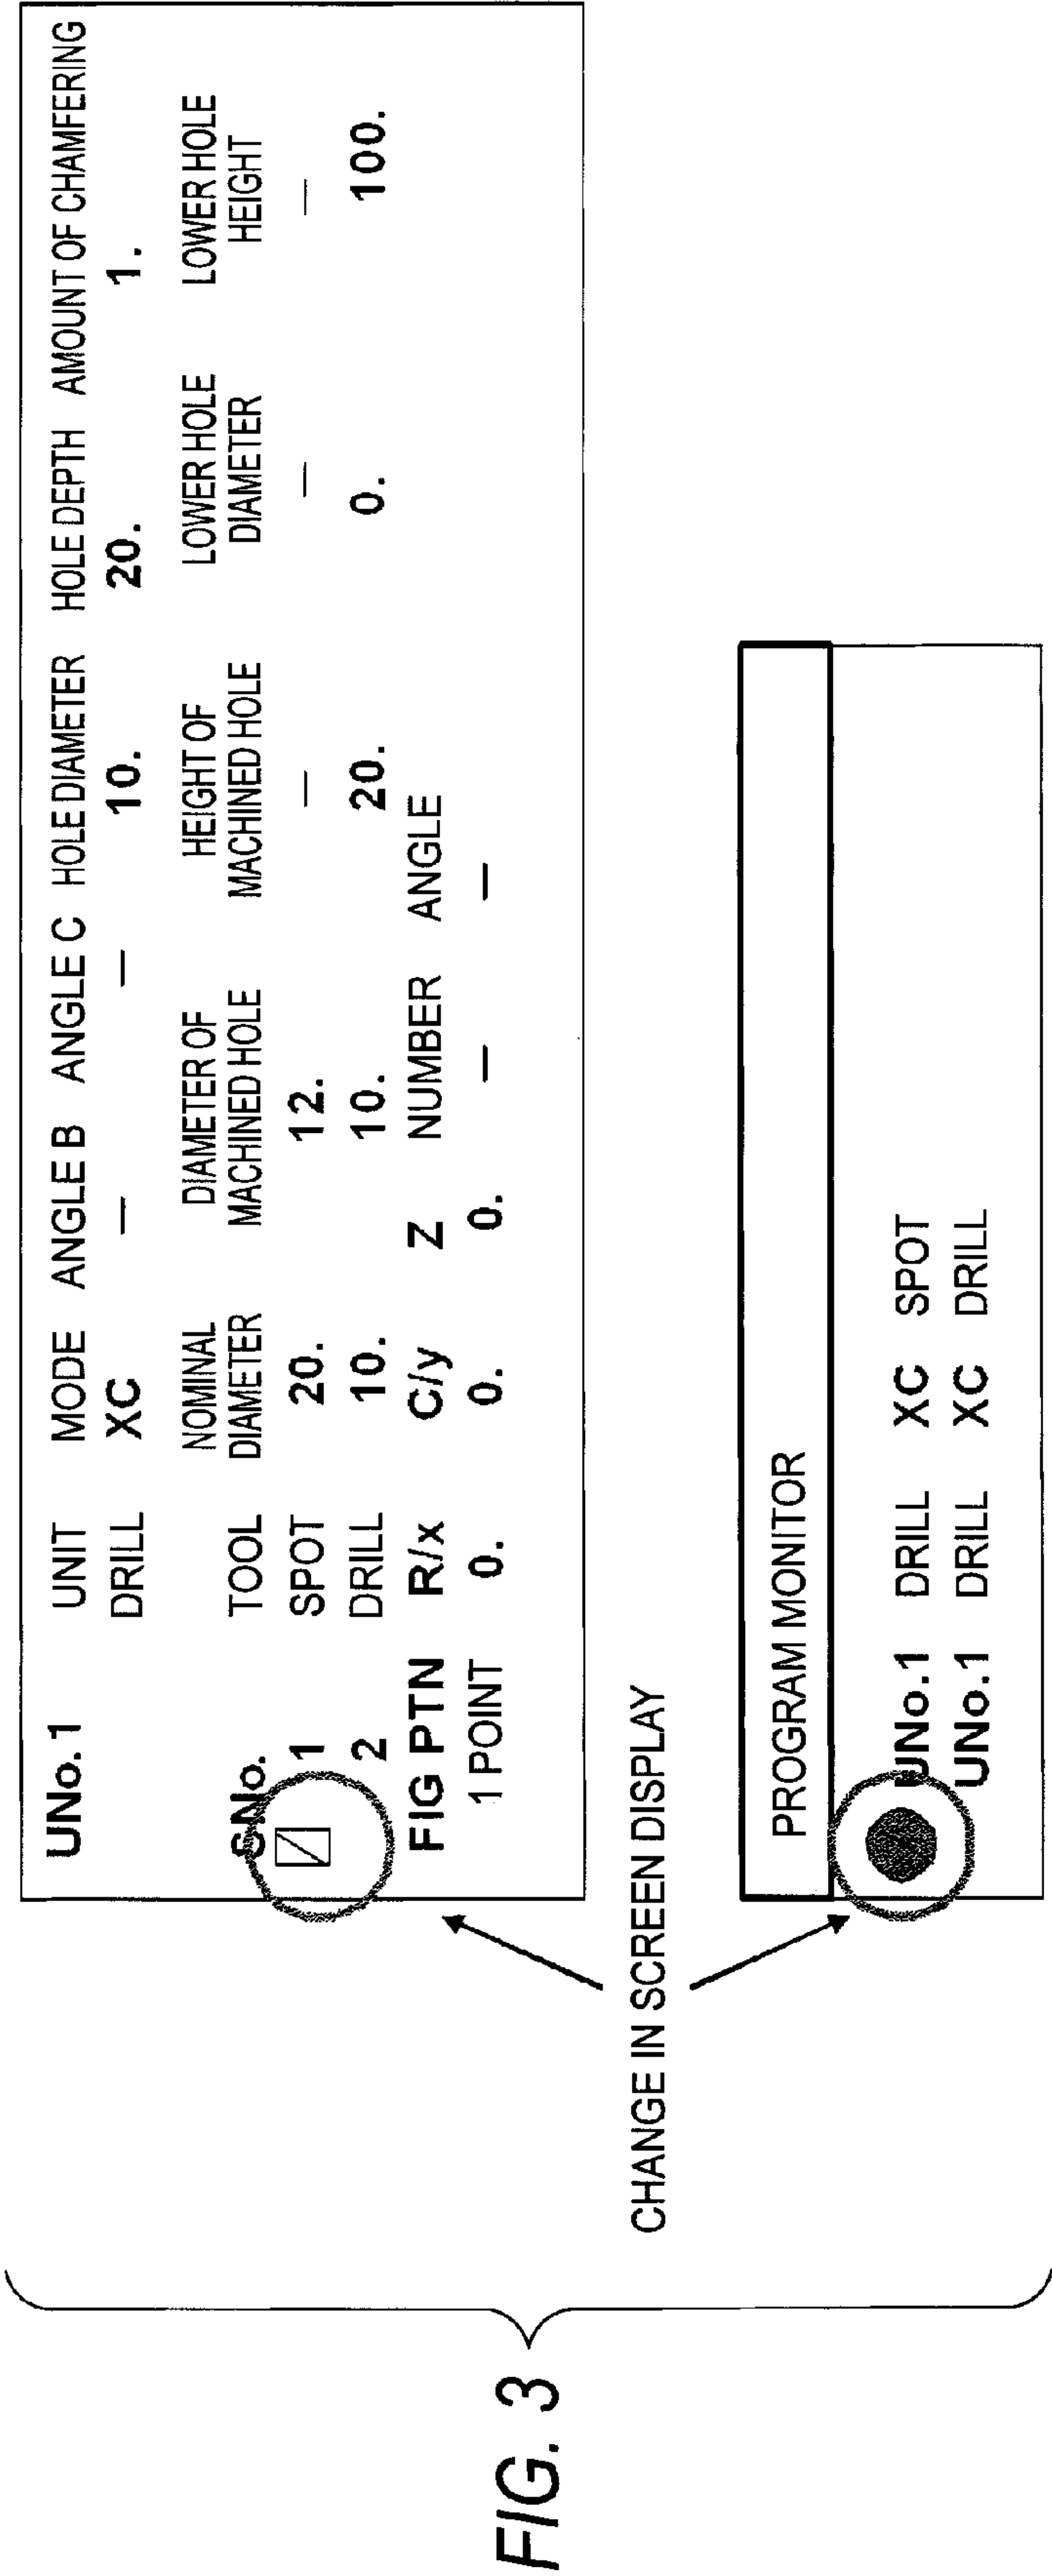 FIG. 3
UNo. 1 UNIT MODE ANGLE B ANGLE C HOLE DIAMETER HOLE DEPTH AMOUNT OF CHAMFERING
DRILL XC — — 10. 20. 1.
NOMINAL DIAMETER OF HEIGHT OF LOWER HOLE LOWER HOLE
SNo. TOOL DIAMETER MACHINED HOLE MACHINED HOLE DIAMETER HEIGHT
1 SPOT 20. 12. — — —
2 DRILL 10. 10. 20. 0. 100.
FIG PTN R/x C/y Z NUMBER ANGLE
1 POINT 0. 0. 0. — —
CHANGE IN SCREEN DISPLAY
PROGRAM MONITOR
UNo.1 DRILL XC SPOT
UNo.1 DRILL XC DRILL